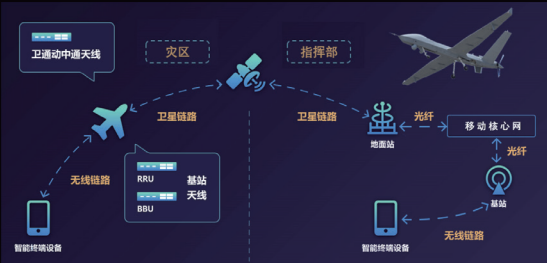 卫通动中通天线
灾区
指挥部
卫星链路
卫星链路
光纤
地面站
移动核心网
光纤
无线链路
RRU
BBU
基站
天线
基站
智能终端设备
智能终端设备
无线链路